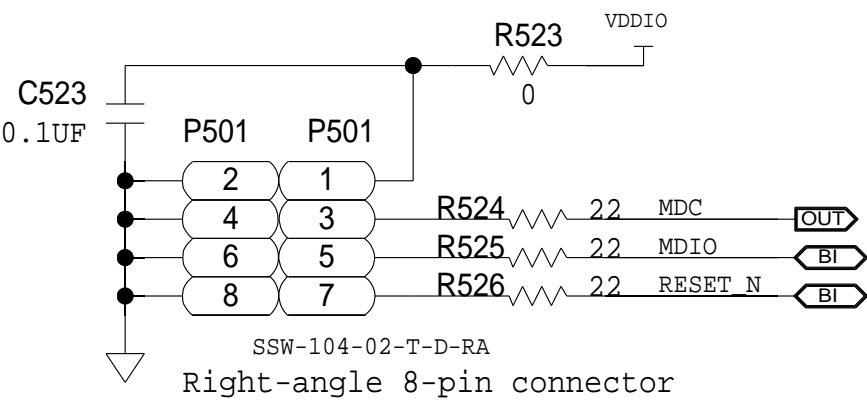 VDDIO
R523
0
C523
0.1UF
P501 P501
2 1
4 3 R524 22 MDC OUT
6 5 R525 22 MDIO BI
8 7 R526 22 RESET_N BI
SSW-104-02-T-D-RA
Right-angle 8-pin connector